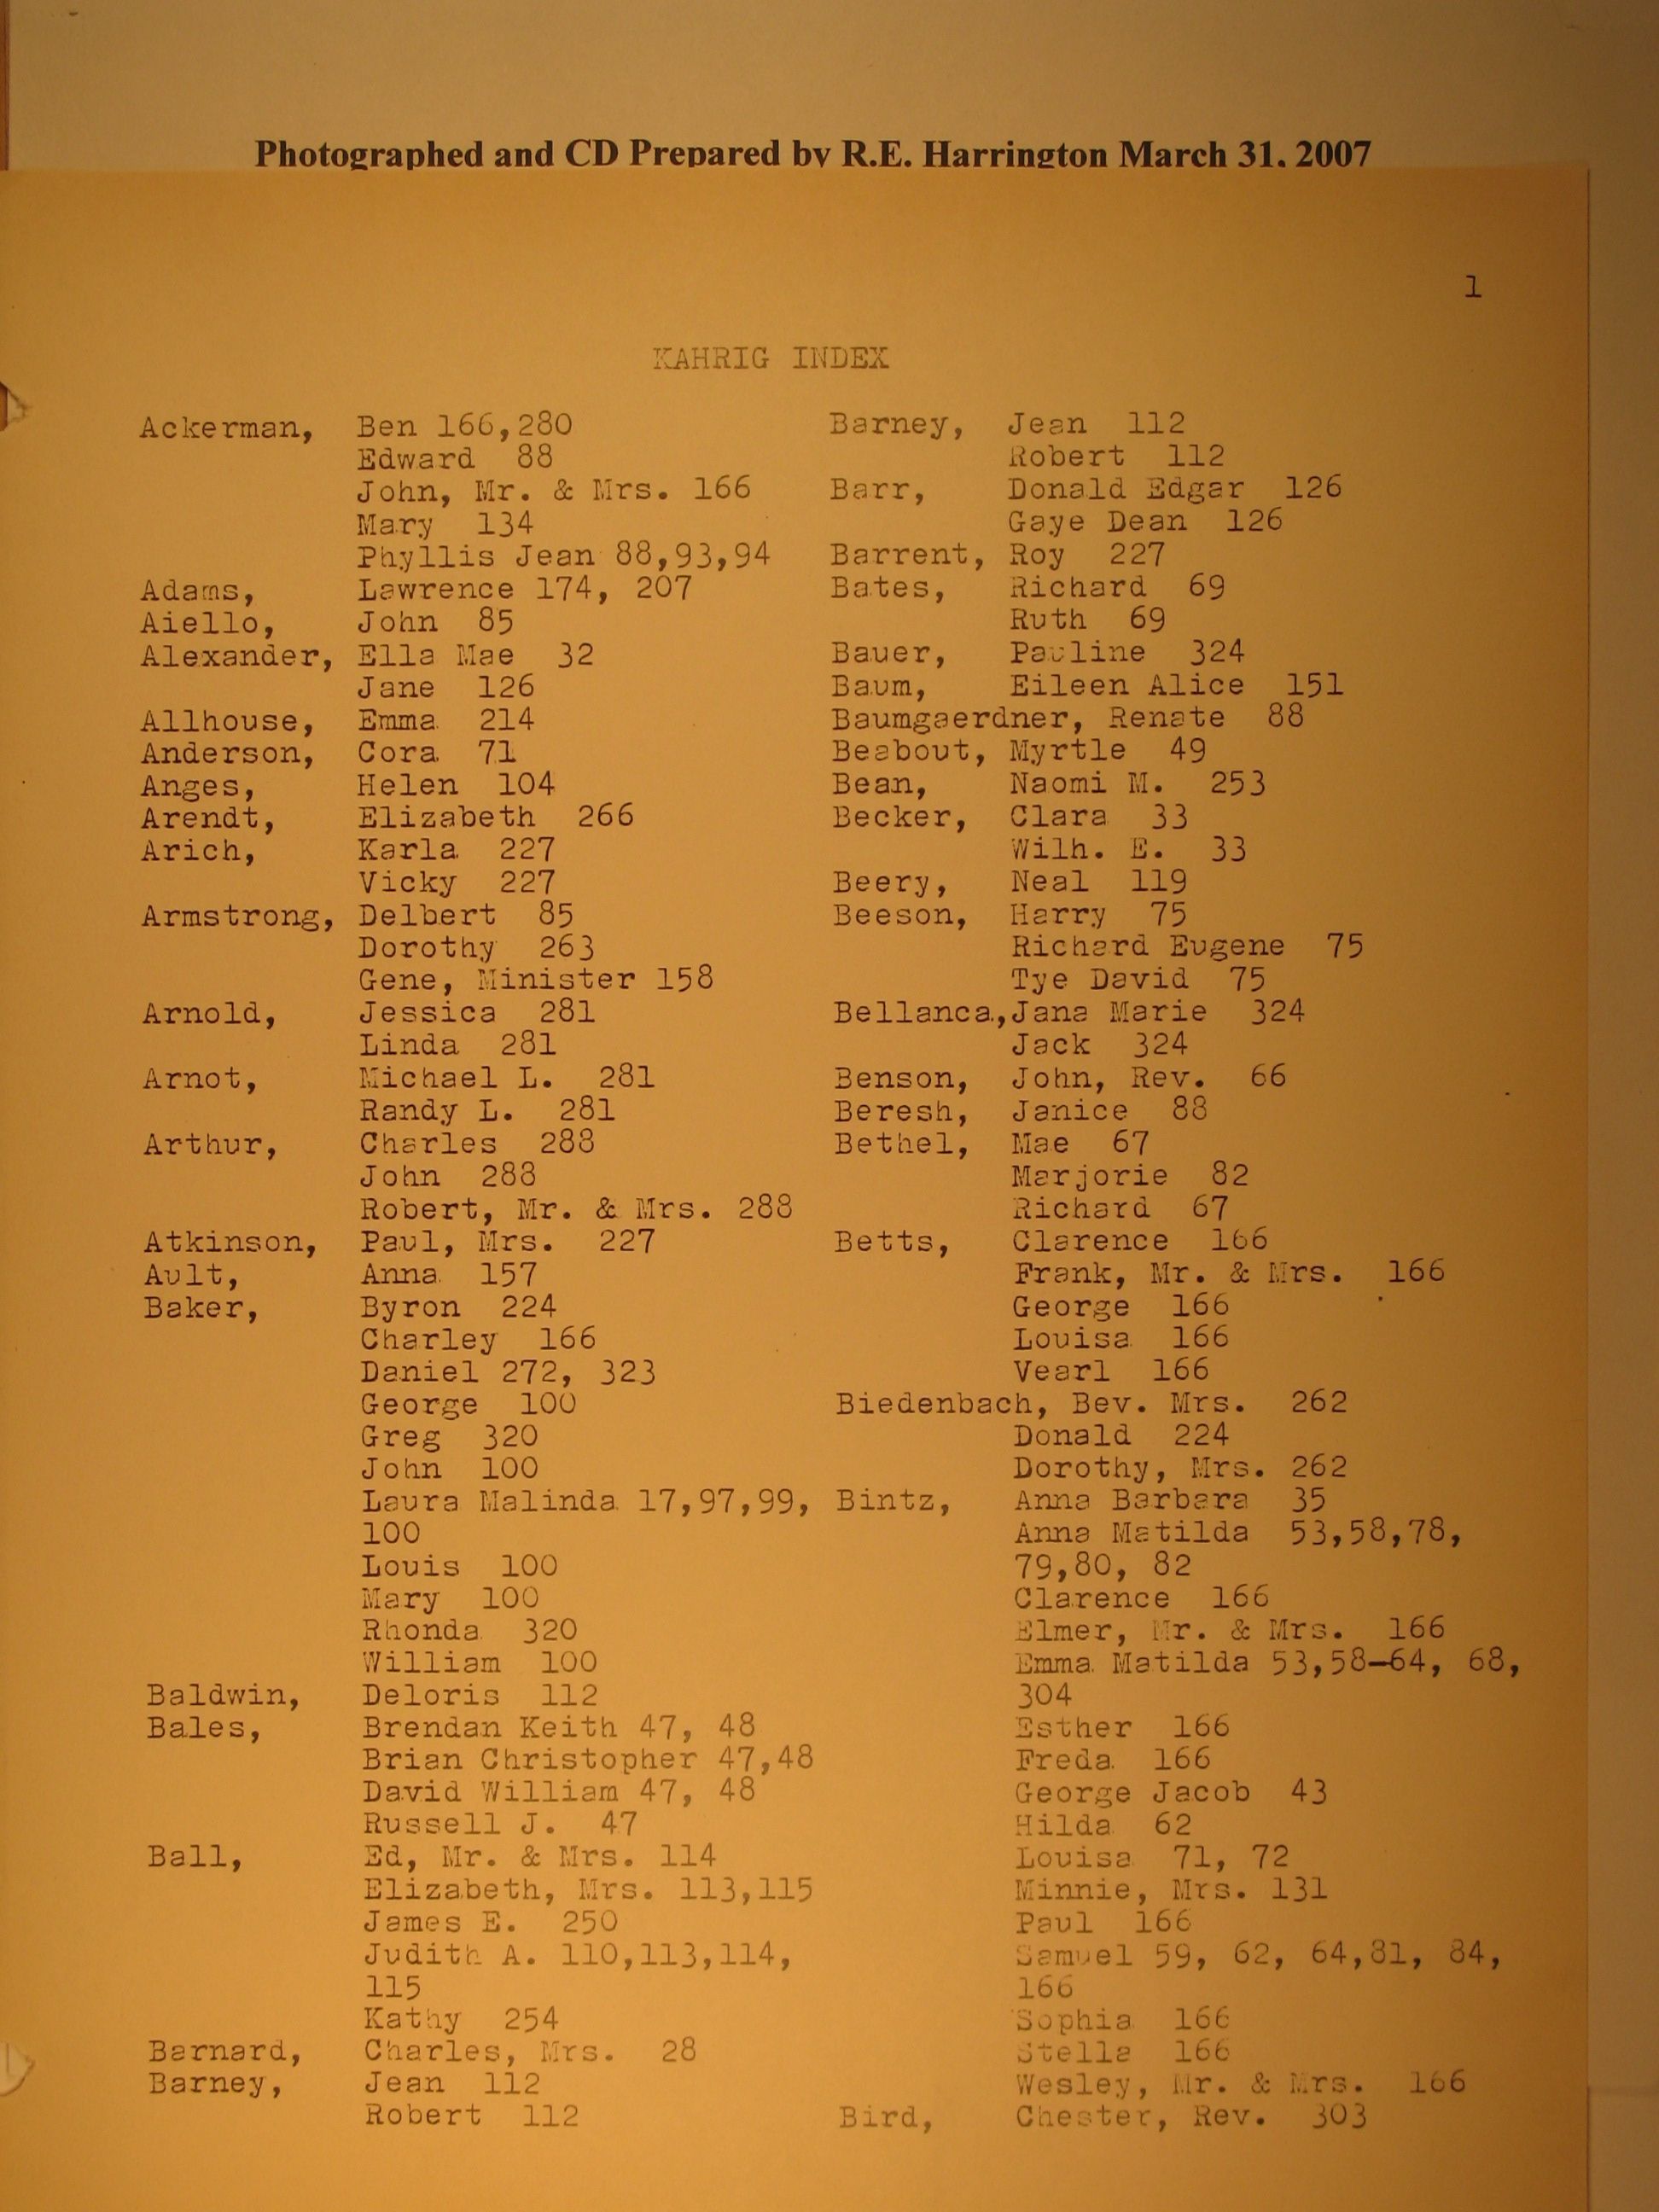 Photographed and CD Prepared by R.E. Harrington March 31, 2007
1
KAHRIG INDEX
Ackerman, Ben 166,280
Edward 88
John, Mr. & Mrs. 166
Mary 134
Phyllis Jean 88,93,94
Adams, Lawrence 174, 207
Aiello, John 85
Alexander, Ella Mae 32
Jane 126
Allhouse, Emma 214
Anderson, Cora 71
Anges, Helen 104
Arendt, Elizabeth 266
Arich, Karla 227
Vicky 227
Armstrong, Delbert 85
Dorothy 263
Gene, Minister 158
Arnold, Jessica 281
Linda 281
Arnot, Michael L. 281
Randy L. 281
Arthur, Charles 288
John 288
Robert, Mr. & Mrs. 288
Atkinson, Paul, Mrs. 227
Ault, Anna 157
Baker, Byron 224
Charley 166
Daniel 272, 323
George 100
Greg 320
John 100
Laura Malinda 17,97,99,
100
Louis 100
Mary 100
Rhonda 320
William 100
Baldwin, Deloris 112
Bales, Brendan Keith 47, 48
Brian Christopher 47,48
David William 47, 48
Russell J. 47
Ball, Ed, Mr. & Mrs. 114
Elizabeth, Mrs. 113,115
James E. 250
Judith A. 110,113,114,
115
Kathy 254
Barnard, Charles, Mrs. 28
Barney, Jean 112
Robert 112
Barney, Jean 112
Robert 112
Barr, Donald Edgar 126
Gaye Dean 126
Barrent, Roy 227
Bates, Richard 69
Ruth 69
Bauer, Pauline 324
Baum, Eileen Alice 151
Baumgaerdner, Renate 88
Beabout, Myrtle 49
Bean, Naomi M. 253
Becker, Clara 33
Wilh. E. 33
Beery, Neal 119
Beeson, Harry 75
Richard Eugene 75
Tye David 75
Bellanca,Jana Marie 324
Jack 324
Benson, John, Rev. 66
Beresh, Janice 88
Bethel, Mae 67
Marjorie 82
Richard 67
Betts, Clarence 166
Frank, Mr. & Mrs. 166
George 166
Louisa 166
Vearl 166
Biedenbach, Bev. Mrs. 262
Donald 224
Dorothy, Mrs. 262
Bintz, Anna Barbara 35
Anna Matilda 53,58,78,
79,80, 82
Clarence 166
Elmer, Mr. & Mrs. 166
Emma Matilda 53,58-64, 68,
304
Esther 166
Freda 166
George Jacob 43
Hilda 62
Louisa 71, 72
Minnie, Mrs. 131
Paul 166
Samuel 59, 62, 64,81, 84,
166
Sophia 166
Stella 166
Wesley, Mr. & Mrs. 166
Bird, Chester, Rev. 303